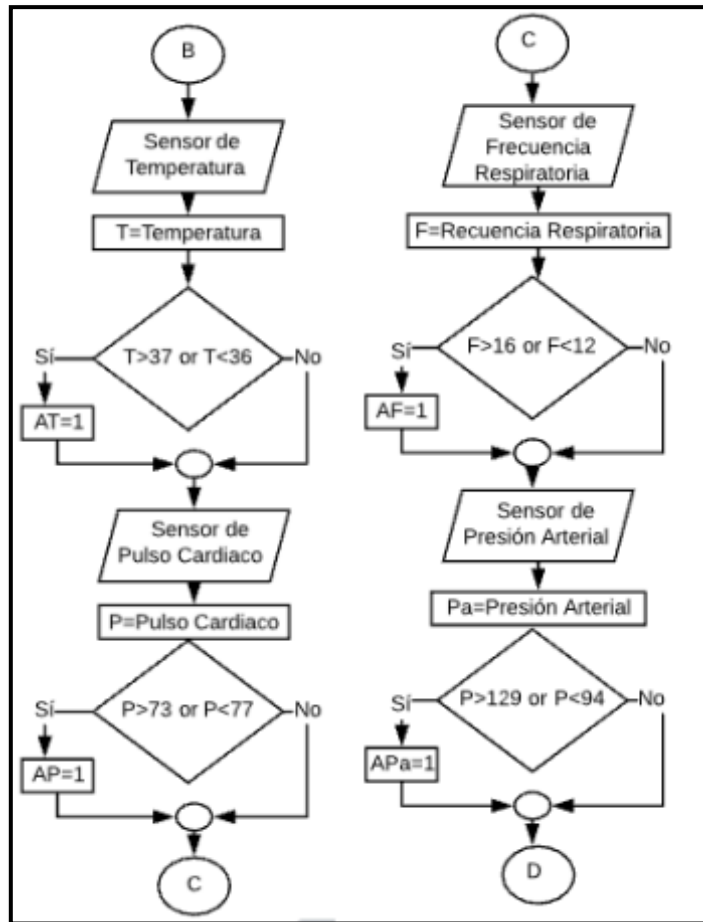 B
Sensor de
Temperatura
T=Temperatura
T>37 or T<36
Sí
No
AT=1
Sensor de
Pulso Cardiaco
P=Pulso Cardiaco
P>73 or P<77
Sí
No
AP=1
C
C
Sensor de
Frecuencia
Respiratoria
F=Recuencia Respiratoria
F>16 or F<12
Sí
No
AF=1
Sensor de
Presión Arterial
Pa=Presión Arterial
P>129 or P<94
Sí
No
APa=1
D